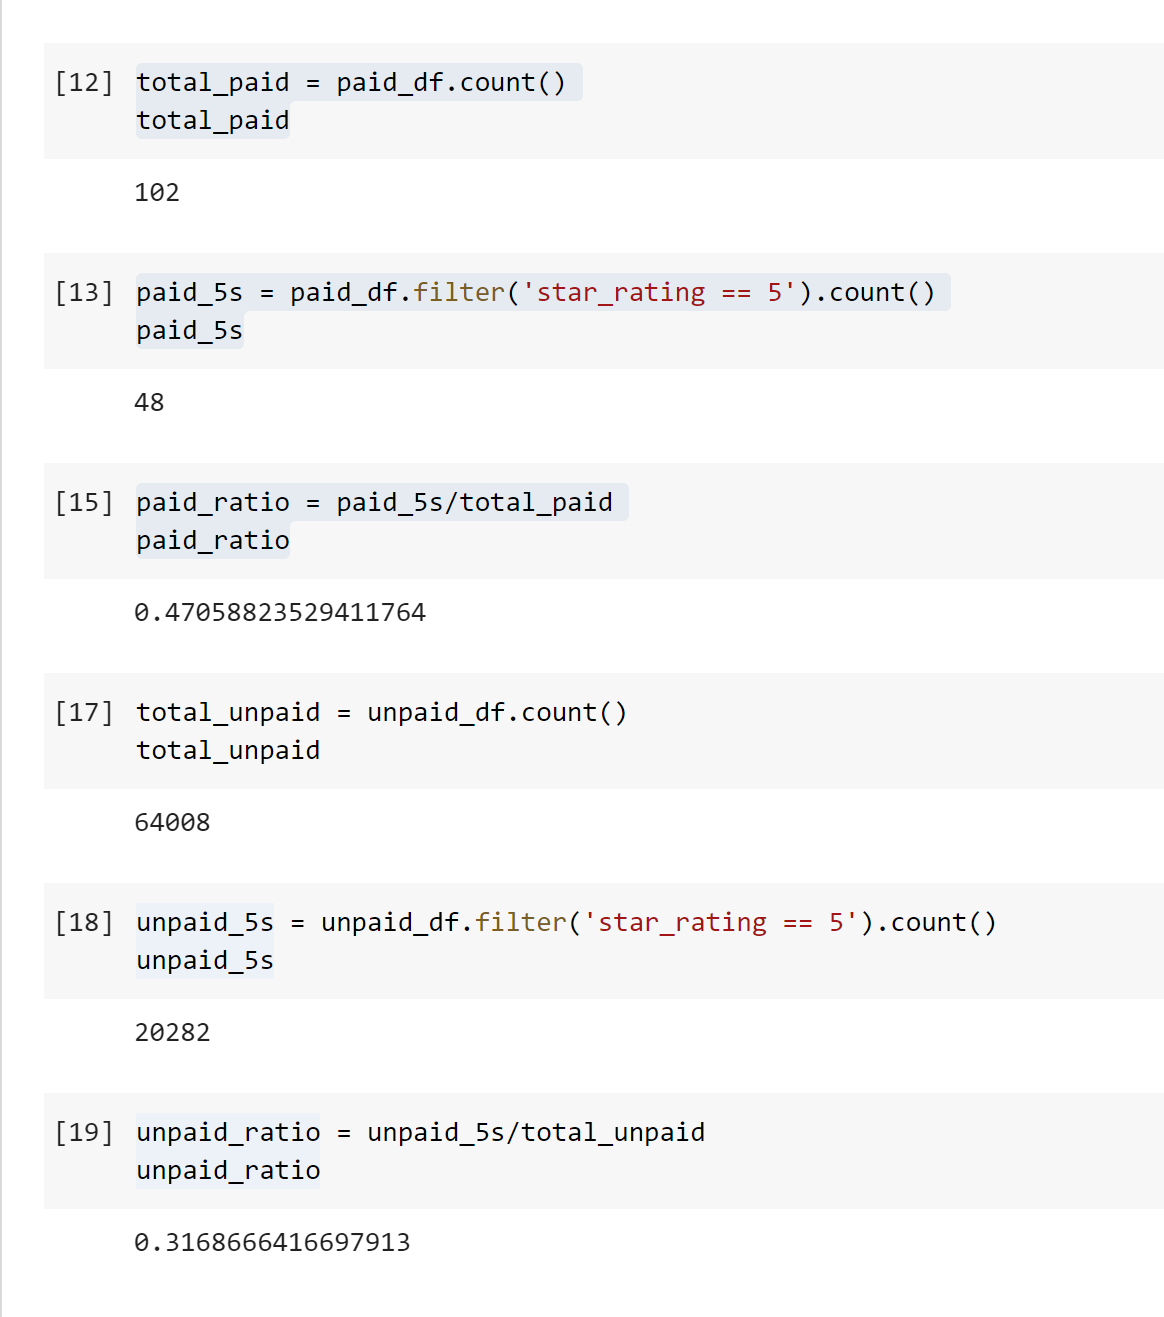 [12] total_paid = paid_df.count()
total_paid
102
[13] paid_5s = paid_df.filter('star_rating == 5').count()
paid_5s
48
[15] paid_ratio = paid_5s/total_paid
paid_ratio
0.47058823529411764
[17] total_unpaid = unpaid_df.count()
total_unpaid
64008
[18] unpaid_5s = unpaid_df.filter('star_rating == 5').count()
unpaid_5s
20282
[19] unpaid_ratio = unpaid_5s/total_unpaid
unpaid_ratio
0.3168666416697913